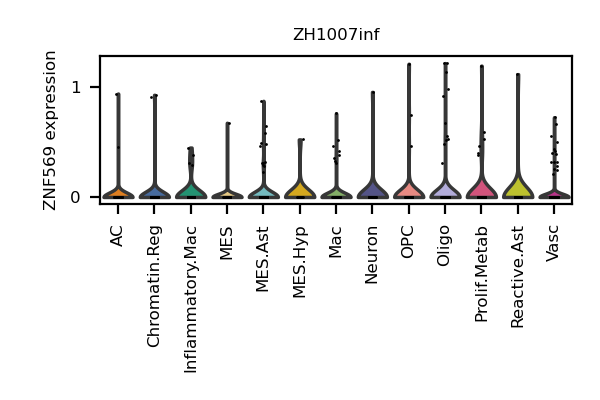 ZH1007inf
ZNF569 expression
1
0
AC
Chromatin.Reg
Inflammatory.Mac
MES
MES.Ast
MES.Hyp
Mac
Neuron
OPC
Oligo
Prolif.Metab
Reactive.Ast
Vasc